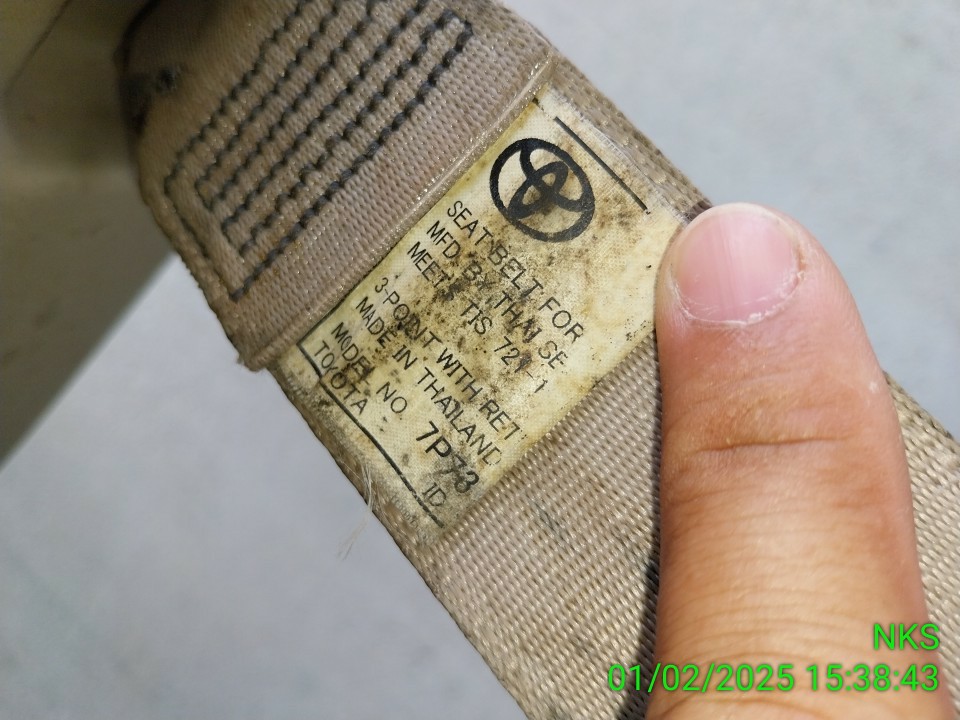 SEAT BELT FOR
MFD BY THAI SE
MEETS TIS 721-1
3-POINT WITH RET
MADE IN THAILAND
MODEL NO. 7P73
TOYOTA ID
NKS
01/02/2025 15:38:43